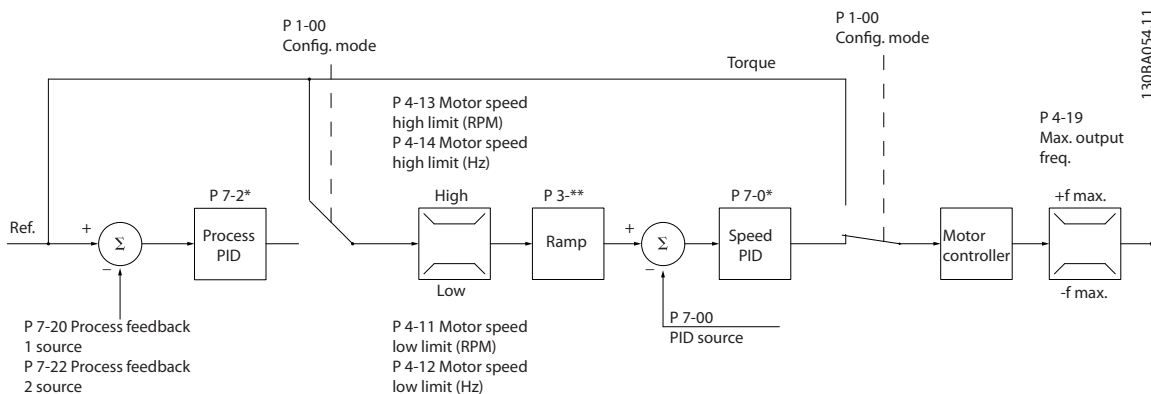 P 1-00
Config. mode
P 1-00
Config. mode
130BA054.11
Torque
P 4-13 Motor speed
high limit (RPM)
P 4-14 Motor speed
high limit (Hz)
P 4-19
Max. output
freq.
Ref.
+
Σ
−
P 7-2*
Process
PID
High
Low
P 3-**
Ramp
+
Σ
−
P 7-0*
Speed
PID
Motor
controller
+f max.
-f max.
P 7-20 Process feedback
1 source
P 7-22 Process feedback
2 source
P 4-11 Motor speed
low limit (RPM)
P 4-12 Motor speed
low limit (Hz)
P 7-00
PID source